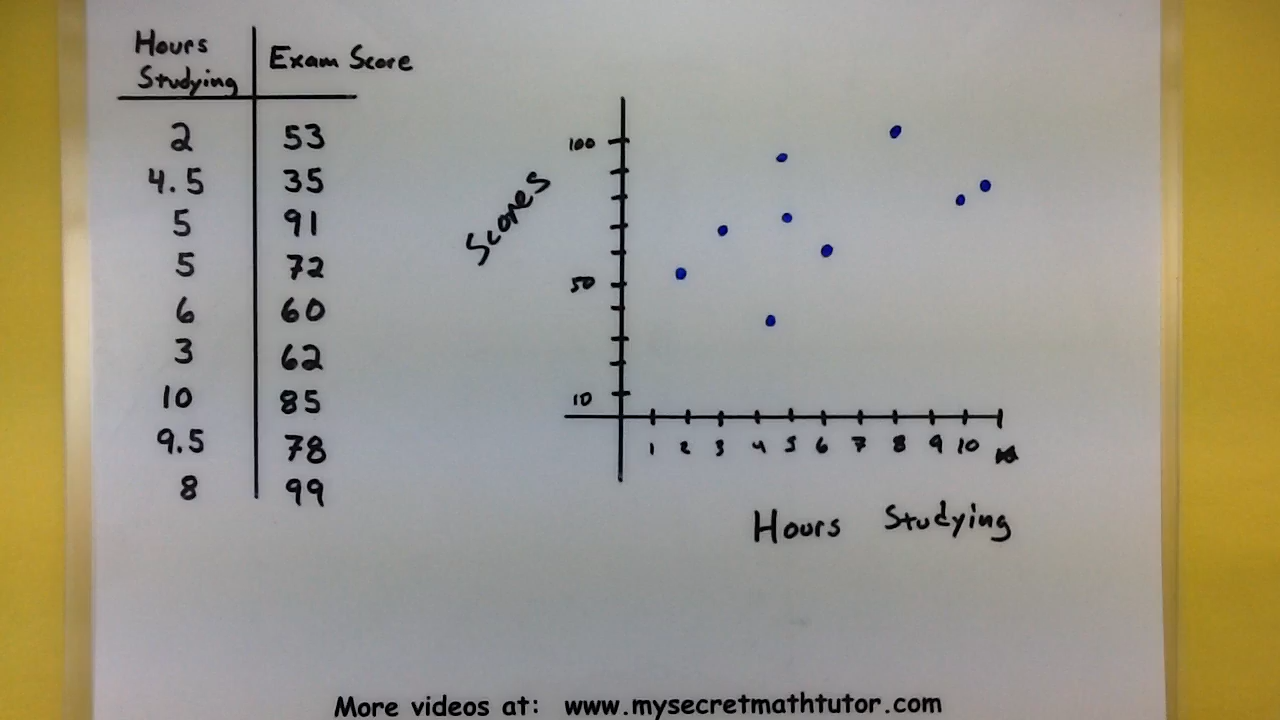 Hours Studying Exam Score
2 53
4.5 35
5 91
5 72
6 60
3 62
10 85
9.5 78
8 99
Scores
100
50
10
1 2 3 4 5 6 7 8 9 10
Hours Studying
More videos at: www.mysecretmathtutor.com